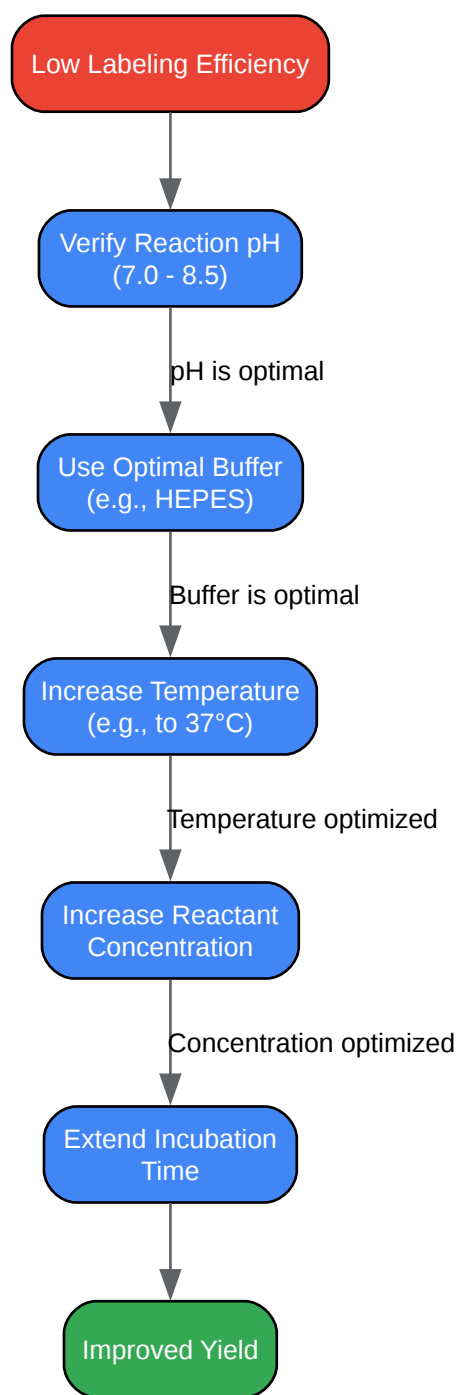 Low Labeling Efficiency
Verify Reaction pH
(7.0 - 8.5)
pH is optimal
Use Optimal Buffer
(e.g., HEPES)
Buffer is optimal
Increase Temperature
(e.g., to 37°C)
Temperature optimized
Increase Reactant
Concentration
Concentration optimized
Extend Incubation
Time
Improved Yield